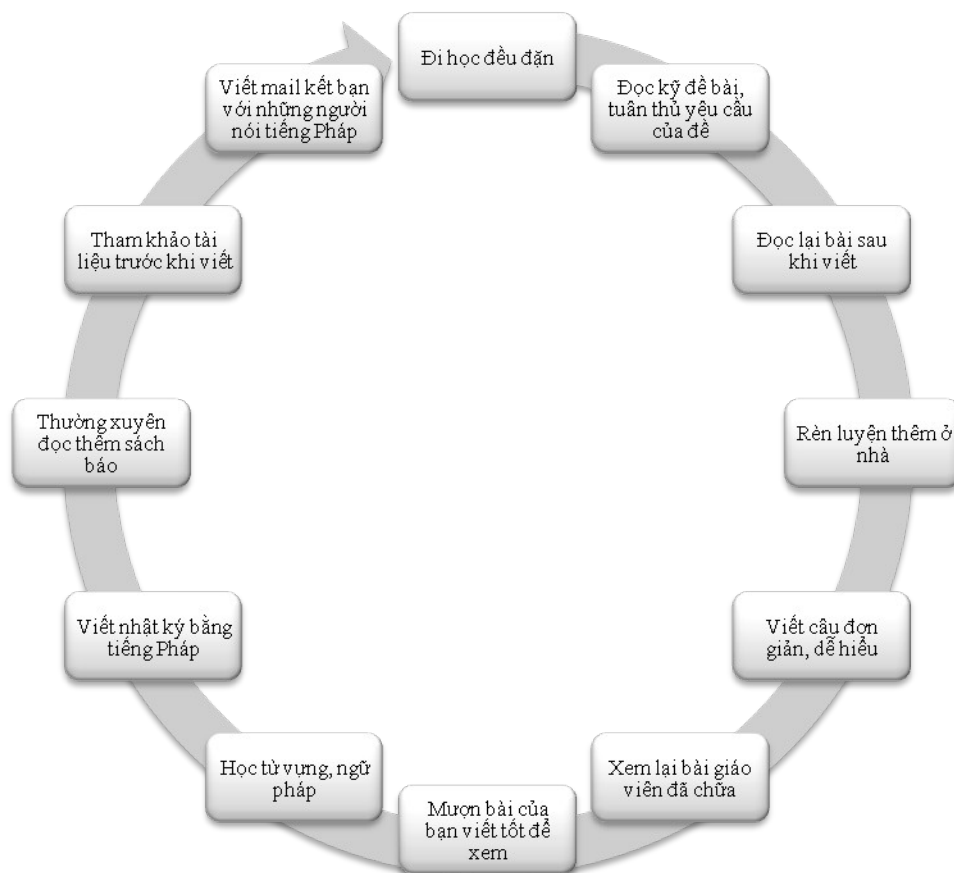 Đi học đều đặn
Đọc kỹ đề bài,
tuân thủ yêu cầu
của đề
Đọc lại bài sau
khi viết
Rèn luyện thêm ở
nhà
Viết câu đơn
giản, dễ hiểu
Xem lại bài giáo
viên đã chữa
Mượn bài của
bạn viết tốt để
xem
Học từ vựng, ngữ
pháp
Viết nhật ký bằng
tiếng Pháp
Thường xuyên
đọc thêm sách
báo
Tham khảo tài
liệu trước khi viết
Viết mail kết bạn
với những người
nói tiếng Pháp